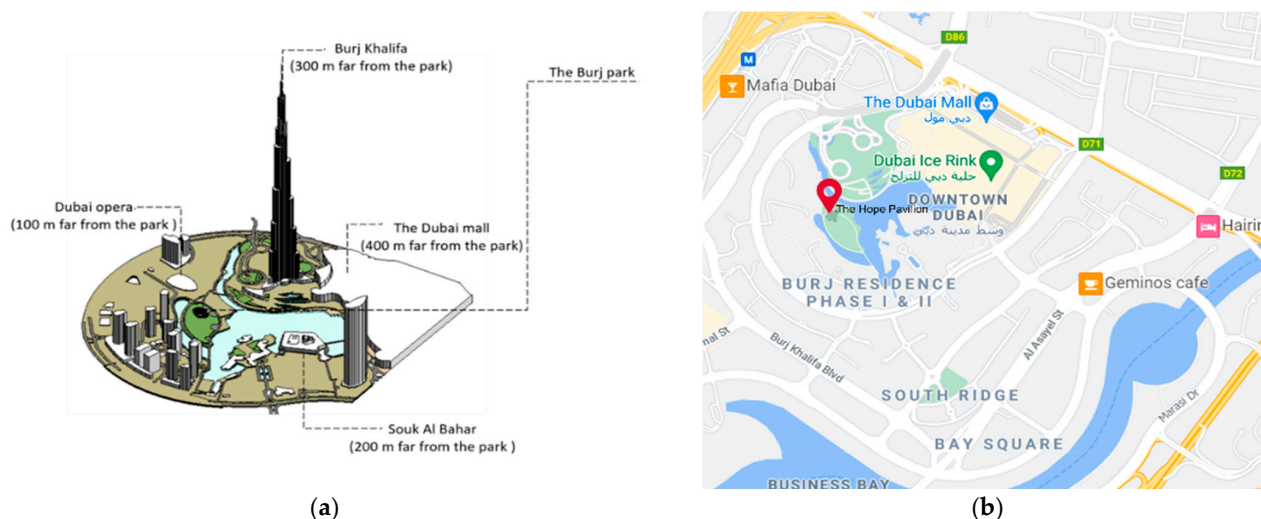 Burj Khalifa
(300 m far from the park)
The Burj park
Dubai opera
(100 m far from the park )
The Dubai mall
(400 m far from the park)
Souk Al Bahar
(200 m far from the park )
(a)
D86
M
Mafia Dubai
The Dubai Mall
دبي مول
D71
Dubai Ice Rink
حلبة دبي للتزلج
D72
The Hope Pavilion
DOWNTOWN
DUBAI
وسط مدينة دبي
Hairin
BURJ RESIDENCE
PHASE I & II
Geminos cafe
nal St
Burj Khalifa Blvd
Al Asayel St
SOUTH RIDGE
Marasi Dr
BAY SQUARE
BUSINESS BAY
(b)